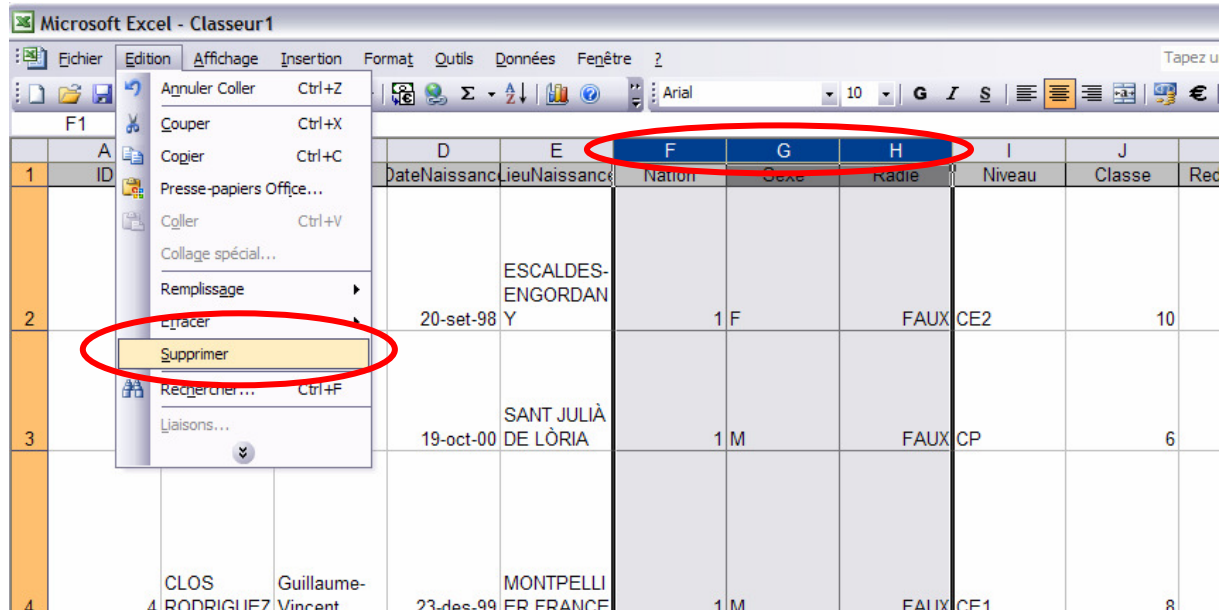 Microsoft Excel - Classeur1
Fichier Edition Affichage Insertion Format Outils Données Fenêtre ? Tapez u
Σ A Z Arial 10 G I S €
F1
Annuler Coller Ctrl+Z
Couper Ctrl+X
Copier Ctrl+C
Presse-papiers Office...
Coller Ctrl+V
Collage spécial...
Remplissage
Effacer
Supprimer
Rechercher... Ctrl+F
Liaisons...
A D E F G H I J
1 ID DateNaissanc LieuNaissance Nation Sexe Radie Niveau Classe Red
ESCALDES-
ENGORDAN
2 20-set-98 Y 1 F FAUX CE2 10
SANT JULIÀ
3 19-oct-00 DE LÒRIA 1 M FAUX CP 6
CLOS Guillaume- MONTPELLI
4 4 RODRIGUEZ Vincent 23-des-99 ER FRANCE 1 M FAUX CE1 8